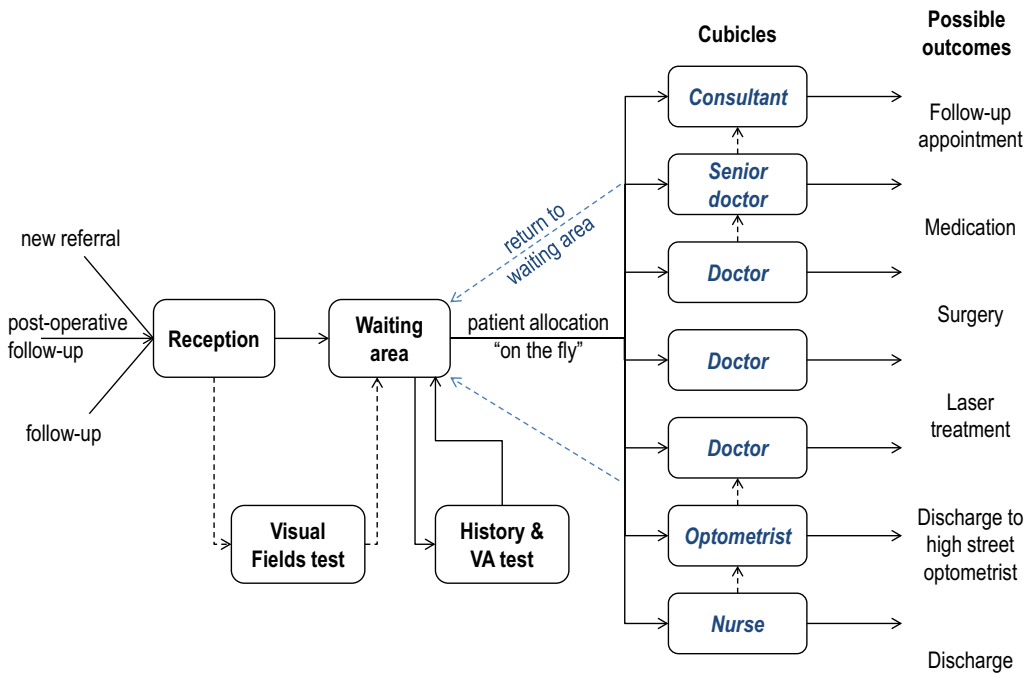 Cubicles
Possible
outcomes
new referral
post-operative
follow-up
follow-up
Reception
Waiting
area
Visual
Fields test
History &
VA test
return to
waiting area
patient allocation
“on the fly”
Consultant
Senior
doctor
Doctor
Doctor
Doctor
Optometrist
Nurse
Follow-up
appointment
Medication
Surgery
Laser
treatment
Discharge to
high street
optometrist
Discharge